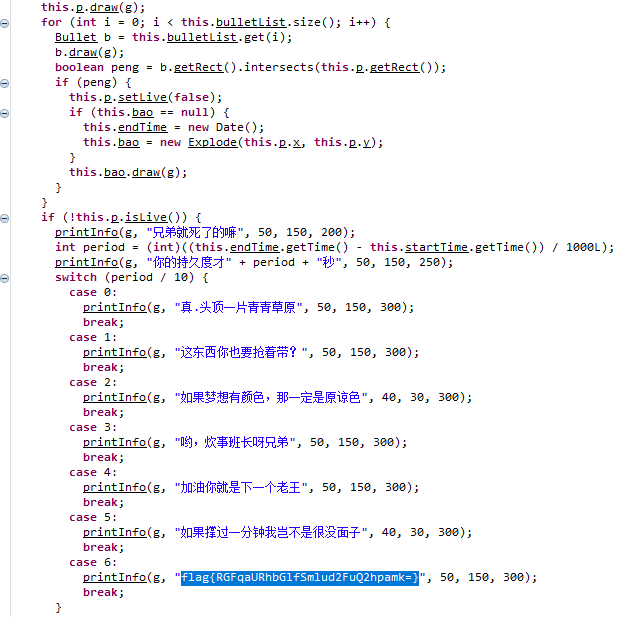 this.p.draw(g);
for (int i = 0; i < this.bulletList.size(); i++) {
Bullet b = this.bulletList.get(i);
b.draw(g);
boolean peng = b.getRect().intersects(this.p.getRect());
if (peng) {
this.p.setLive(false);
if (this.bao == null) {
this.endTime = new Date();
this.bao = new Explode(this.p.x, this.p.y);
}
this.bao.draw(g);
}
}
if (!this.p.isLive()) {
printInfo(g, "兄弟就死了的嘛", 50, 150, 200);
int period = (int)((this.endTime.getTime() - this.startTime.getTime()) / 1000L);
printInfo(g, "你的持久度才" + period + "秒", 50, 150, 250);
switch (period / 10) {
case 0:
printInfo(g, "真.头顶一片青青草原", 50, 150, 300);
break;
case 1:
printInfo(g, "这东西你也要抢着带？", 50, 150, 300);
break;
case 2:
printInfo(g, "如果梦想有颜色，那一定是原谅色", 40, 30, 300);
break;
case 3:
printInfo(g, "哟，炊事班长呀兄弟", 50, 150, 300);
break;
case 4:
printInfo(g, "加油你就是下一个老王", 50, 150, 300);
break;
case 5:
printInfo(g, "如果撑过一分钟我岂不是很没面子", 40, 30, 300);
break;
case 6:
printInfo(g, "flag{RGFqaURhbGlfSmlud2FuQ2hpamk=}", 50, 150, 300);
break;
}